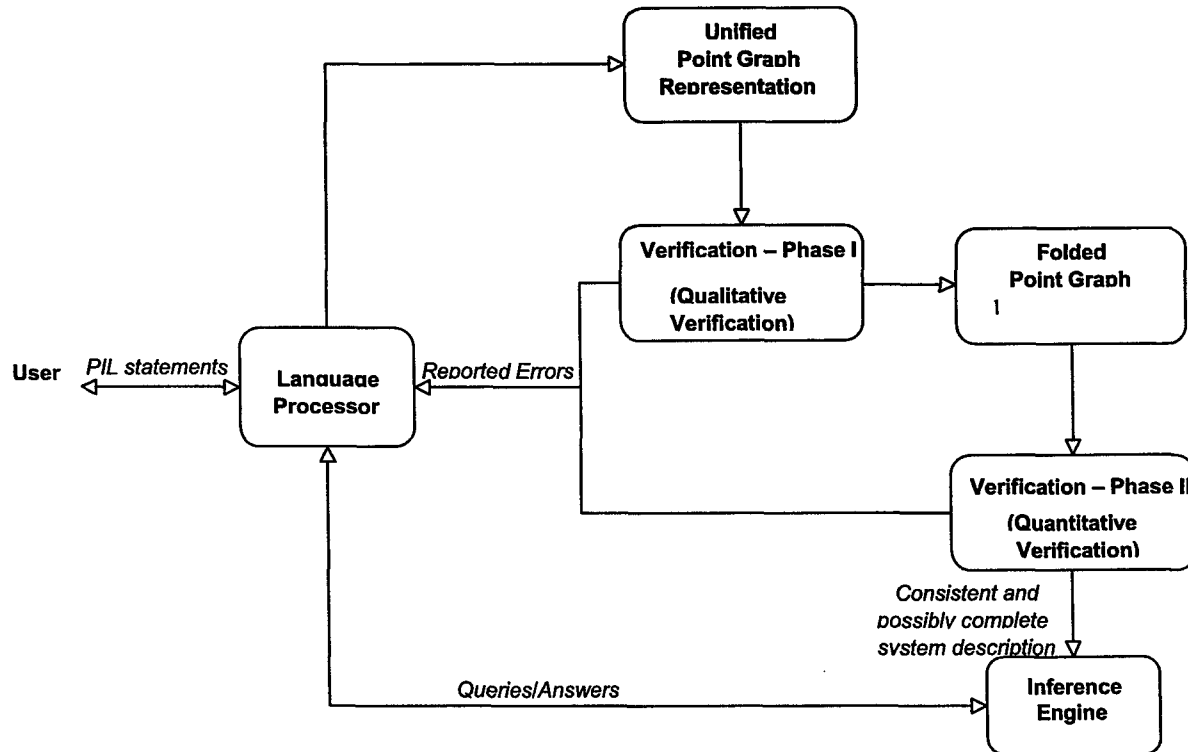 Unified
Point Graph
Representation
Verification – Phase I
(Qualitative
Verification)
Folded
Point Graph
User
PIL statements
Language
Processor
Reported Errors
Verification – Phase II
(Quantitative
Verification)
Consistent and
possibly complete
system description
Queries/Answers
Inference
Engine